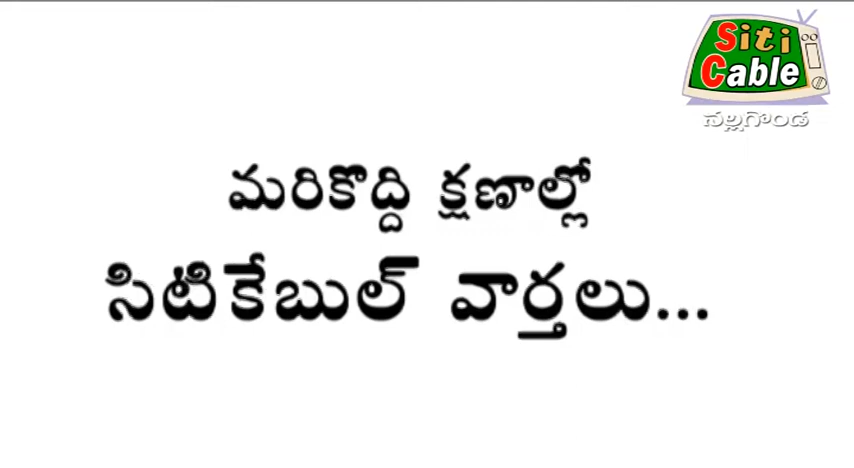 Siti
Cable
నల్లగొండ
మరికొద్ది క్షణాల్లో
సిటికేబుల్ వార్తలు...